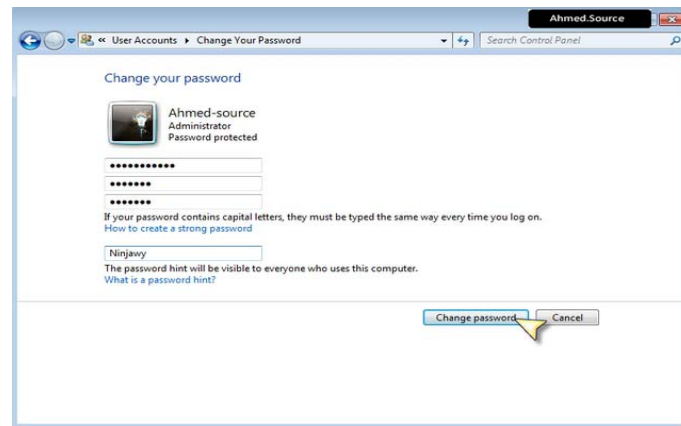 Ahmed.Source
« User Accounts ▸ Change Your Password
Search Control Panel
Change your password
Ahmed-source
Administrator
Password protected
•••••••••••
•••••••
•••••••
If your password contains capital letters, they must be typed the same way every time you log on.
How to create a strong password
Ninjawy
The password hint will be visible to everyone who uses this computer.
What is a password hint?
Change password
Cancel